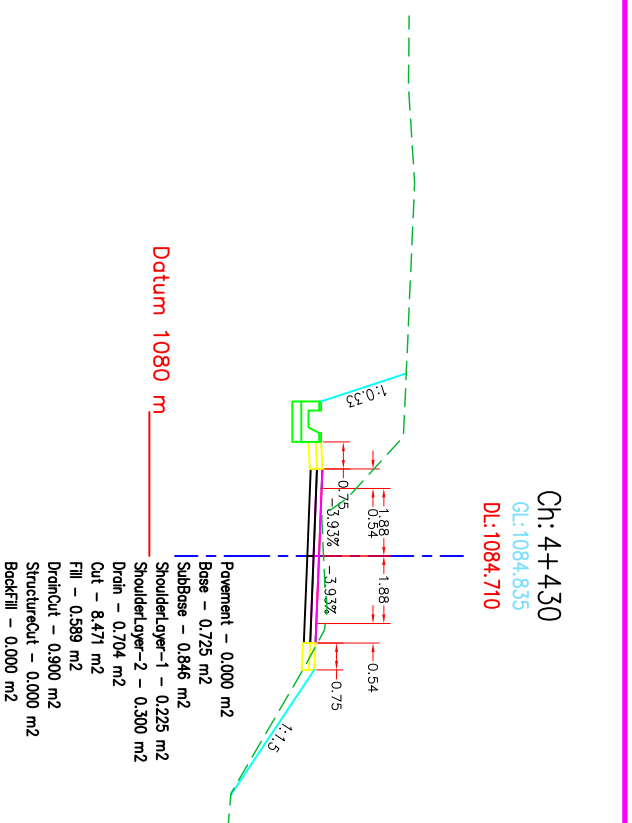 Ch: 4+430
GL:1084.835
DL:1084.710
1.88
1.88
0.54
0.54
0.75
0.75
-3.93%
-3.93%
1:0.33
1:1.5
Datum 1080 m
Pavement - 0.000 m2
Base - 0.725 m2
SubBase - 0.846 m2
ShoulderLayer-1 - 0.225 m2
ShoulderLayer-2 - 0.300 m2
Drain - 0.704 m2
Cut - 8.471 m2
Fill - 0.589 m2
DrainCut - 0.900 m2
StructureCut - 0.000 m2
BackFill - 0.000 m2